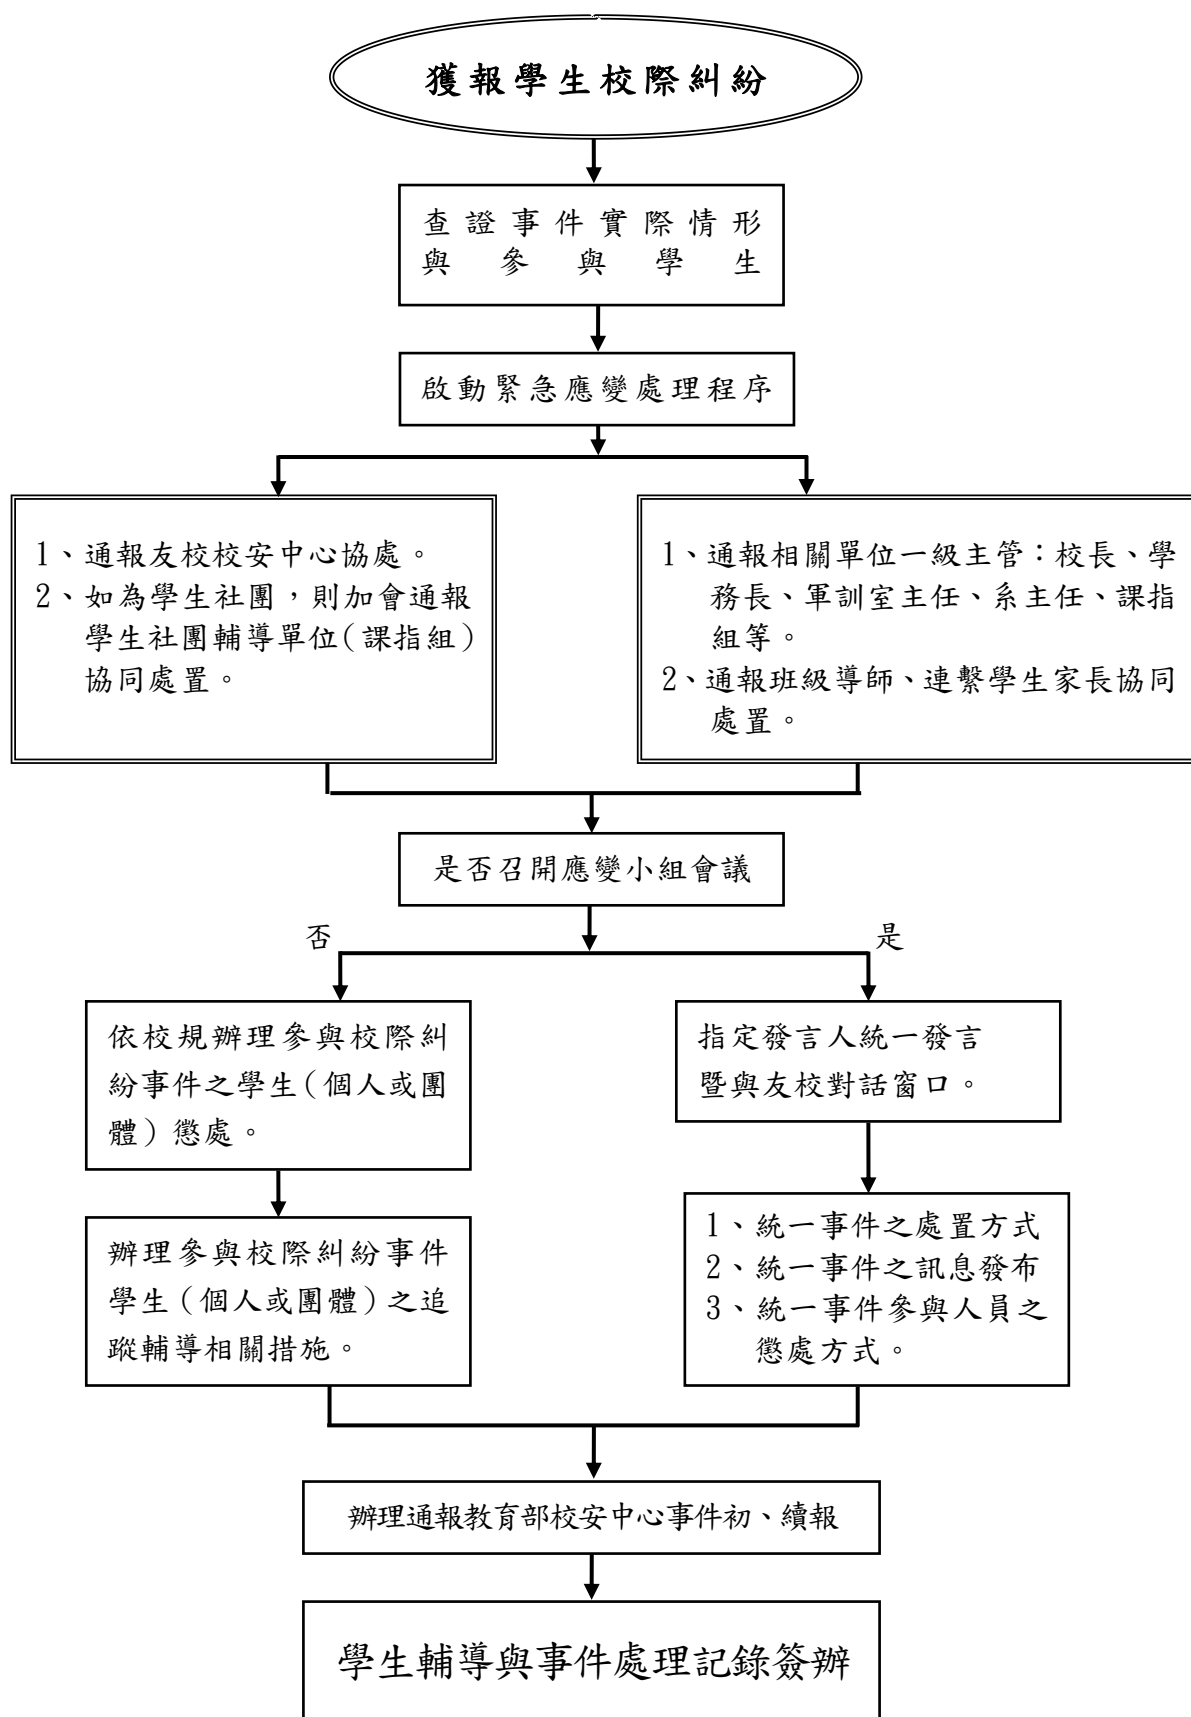 獲報學生校際糾紛
查證事件實際情形
與參與學生
啟動緊急應變處理程序
1、通報友校校安中心協處。
2、如為學生社團，則加會通報
學生社團輔導單位(課指組)
協同處置。
1、通報相關單位一級主管：校長、學
務長、軍訓室主任、系主任、課指
組等。
2、通報班級導師、連繫學生家長協同
處置。
是否召開應變小組會議
否
是
依校規辦理參與校際糾
紛事件之學生(個人或團
體)懲處。
辦理參與校際糾紛事件
學生(個人或團體)之追
蹤輔導相關措施。
指定發言人統一發言
暨與友校對話窗口。
1、統一事件之處置方式
2、統一事件之訊息發布
3、統一事件參與人員之
懲處方式。
辦理通報教育部校安中心事件初、續報
學生輔導與事件處理記錄簽辦